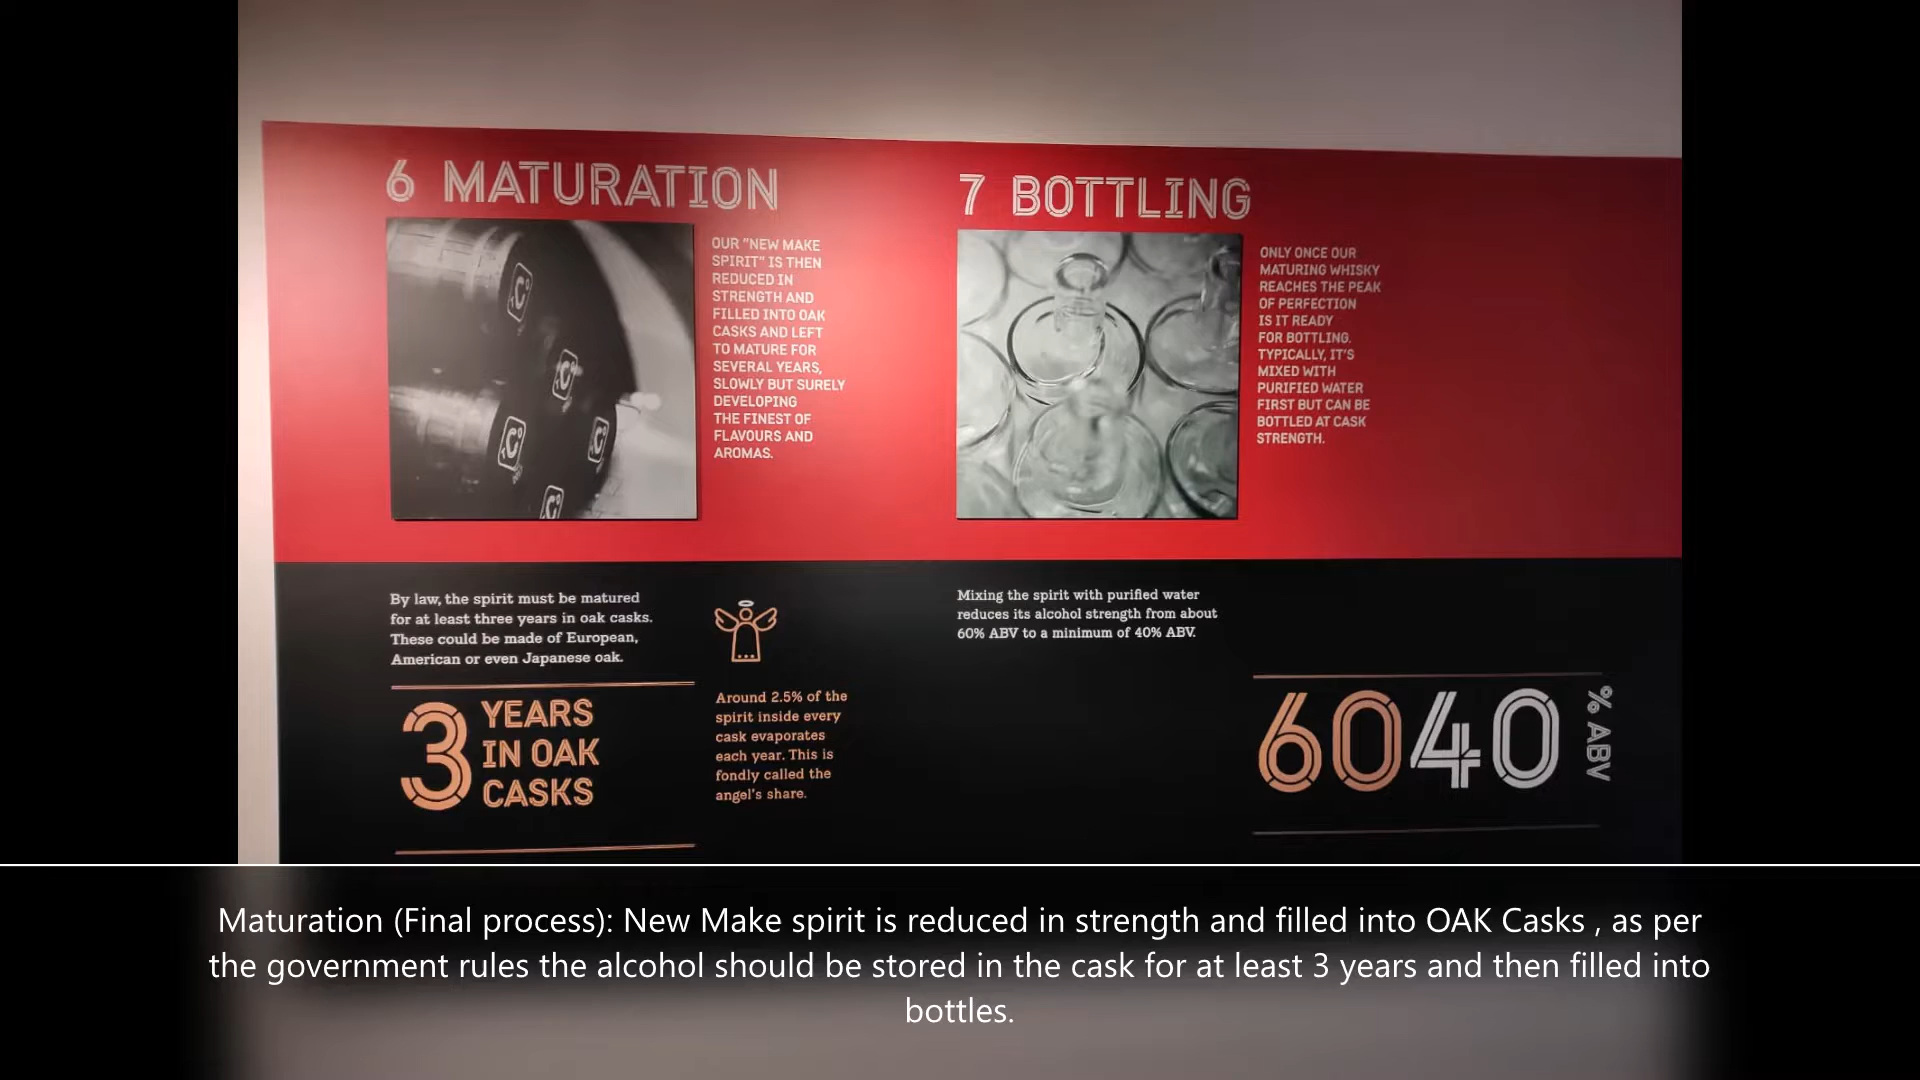 6 MATURATION
OUR "NEW MAKE
SPIRIT" IS THEN
REDUCED IN
STRENGTH AND
FILLED INTO OAK
CASKS AND LEFT
TO MATURE FOR
SEVERAL YEARS,
SLOWLY BUT SURELY
DEVELOPING
THE FINEST OF
FLAVOURS AND
AROMAS.
7 BOTTLING
ONLY ONCE OUR
MATURING WHISKY
REACHES THE PEAK
OF PERFECTION
IS IT READY
FOR BOTTLING.
TYPICALLY, IT'S
MIXED WITH
PURIFIED WATER
FIRST BUT CAN BE
BOTTLED AT CASK
STRENGTH.
By law, the spirit must be matured
for at least three years in oak casks.
These could be made of European,
American or even Japanese oak.
3 YEARS
IN OAK
CASKS
Around 2.5% of the
spirit inside every
cask evaporates
each year. This is
fondly called the
angel's share.
Mixing the spirit with purified water
reduces its alcohol strength from about
60% ABV to a minimum of 40% ABV.
6040 % ABV
Maturation (Final process): New Make spirit is reduced in strength and filled into OAK Casks , as per
the government rules the alcohol should be stored in the cask for at least 3 years and then filled into
bottles.